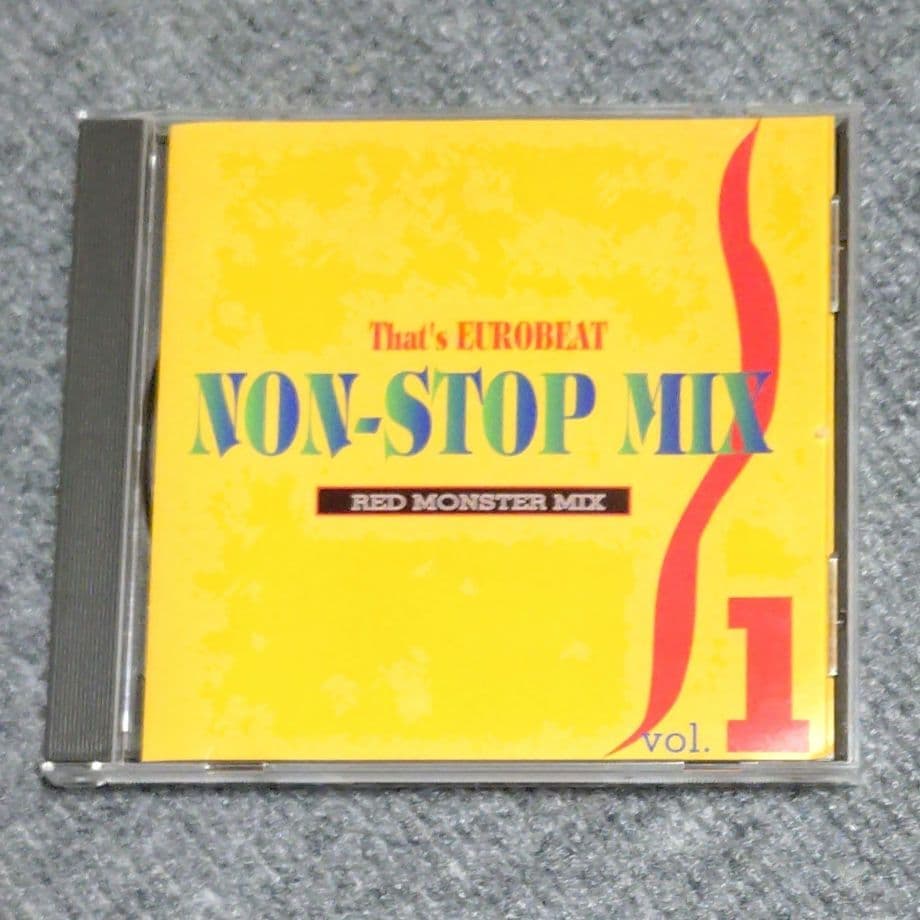 That's EUROBEAT
NON-STOP MIX
RED MONSTER MIX
vol. 1